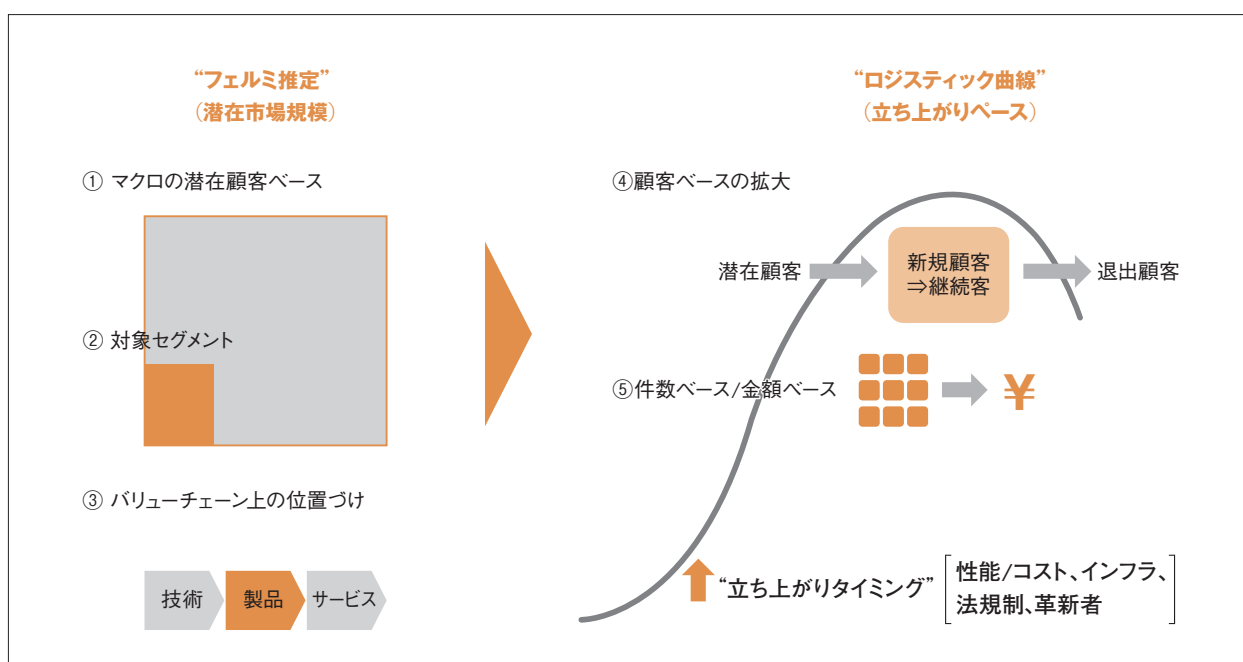 “フェルミ推定”
（潜在市場規模）
① マクロの潜在顧客ベース
② 対象セグメント
③ バリューチェーン上の位置づけ
技術
製品
サービス
“ロジスティック曲線”
（立ち上がりペース）
④顧客ベースの拡大
潜在顧客
新規顧客
⇒継続客
退出顧客
⑤件数ベース/金額ベース
¥
“立ち上がりタイミング”
性能/コスト、インフラ、
法規制、革新者